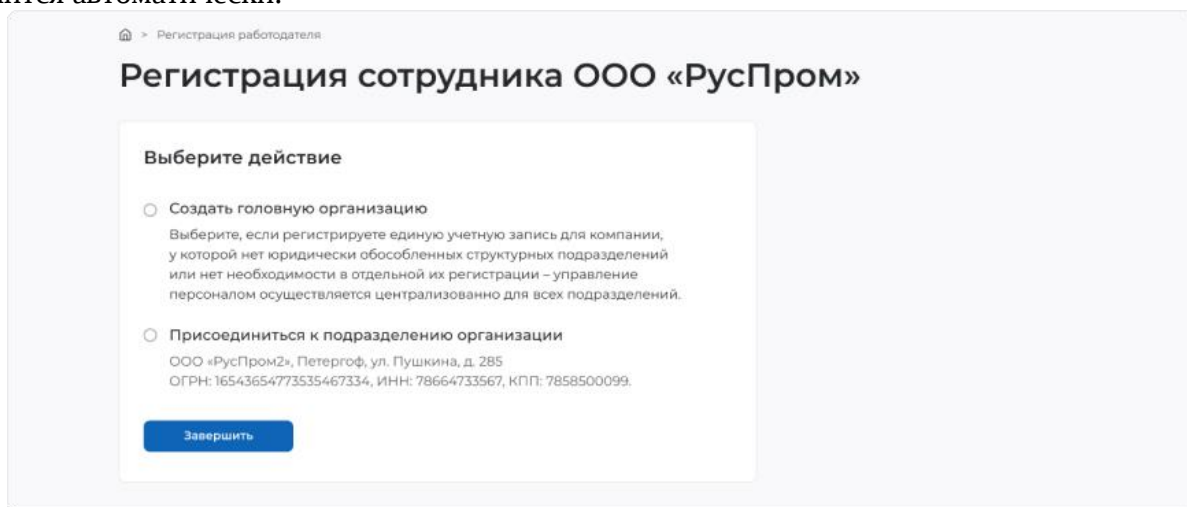 автоматически.
> Регистрация работодателя
Регистрация сотрудника ООО «РусПром»
Выберите действие
Создать головную организацию
Выберите, если регистрируете единую учетную запись для компании,
у которой нет юридически обособленных структурных подразделений
или нет необходимости в отдельной их регистрации – управление
персоналом осуществляется централизованно для всех подразделений.
Присоединиться к подразделению организации
ООО «РусПром2», Петергоф, ул. Пушкина, д. 285
ОГРН: 16543654773535467334, ИНН: 78664733567, КПП: 7858500099.
Завершить